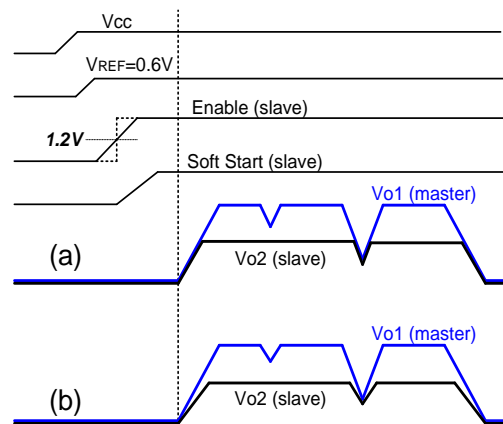 Vcc
VREF=0.6V
Enable (slave)
1.2V
Soft Start (slave)
Vo1 (master)
(a)
Vo2 (slave)
Vo1 (master)
Vo2 (slave)
(b)